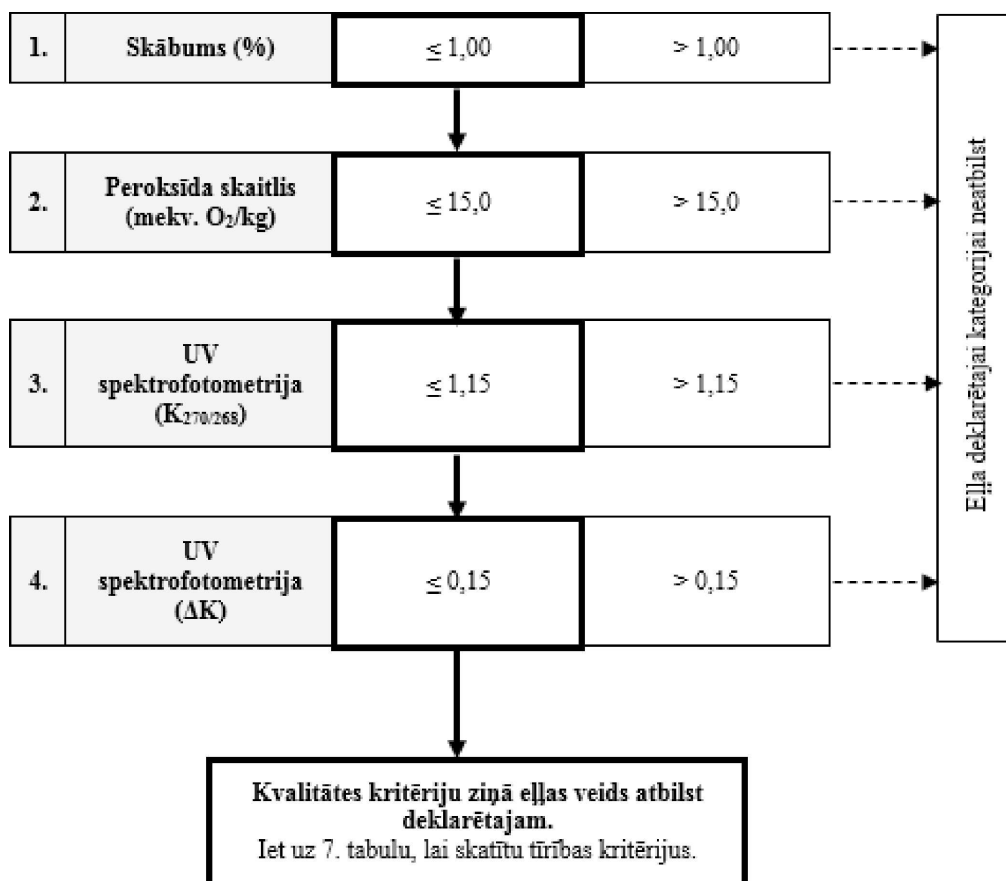 1. Skābums (%) ≤ 1,00 > 1,00
2. Peroksīda skaitlis
(mekv. O₂/kg) ≤ 15,0 > 15,0
3. UV
spektrofotometrija
(K₂₇₀/₂₆₈) ≤ 1,15 > 1,15
4. UV
spektrofotometrija
(ΔK) ≤ 0,15 > 0,15
Eļļa deklarētajai kategorijai neatbilst
Kvalitātes kritēriju ziņā eļļas veids atbilst
deklarētajam.
Iet uz 7. tabulu, lai skatītu tīrības kritērijus.